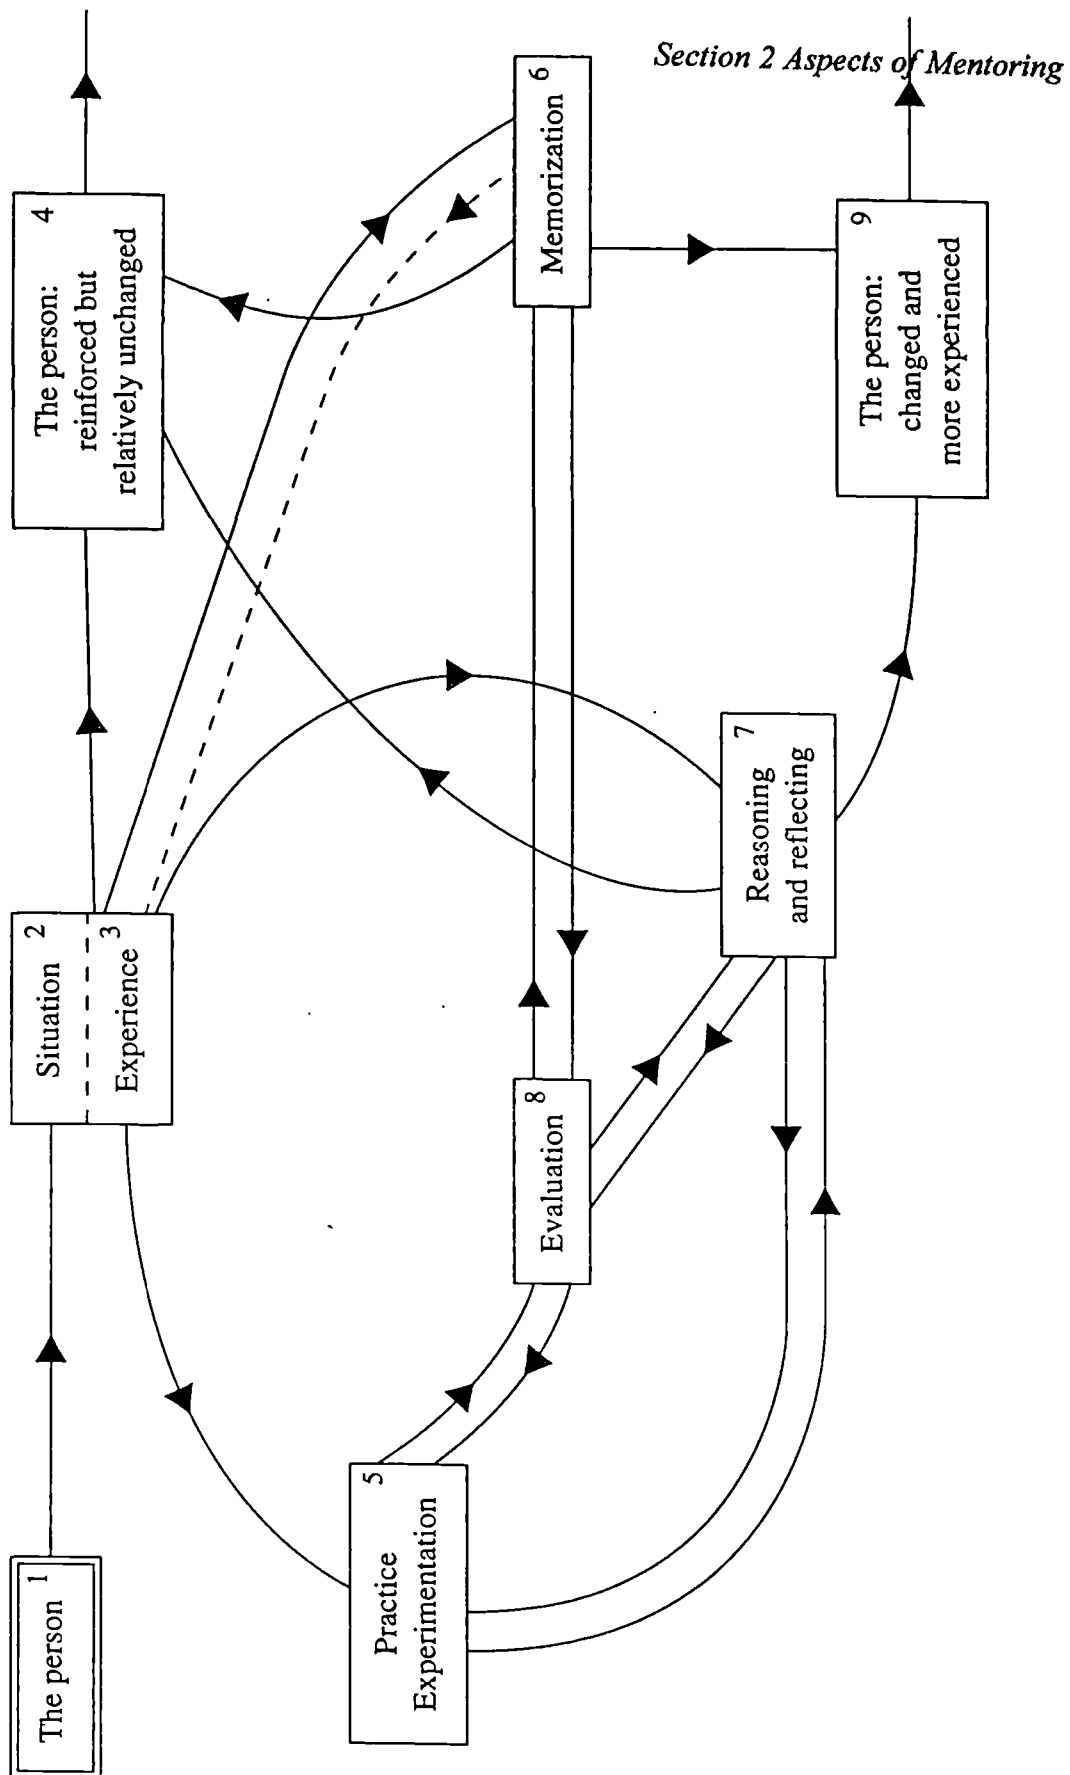 Section 2 Aspects of Mentoring
The person 1
Situation 2
Experience 3
The person: 4
reinforced but
relatively unchanged
Practice 5
Experimentation
Memorization 6
Reasoning 7
and reflecting
Evaluation 8
The person: 9
changed and
more experienced